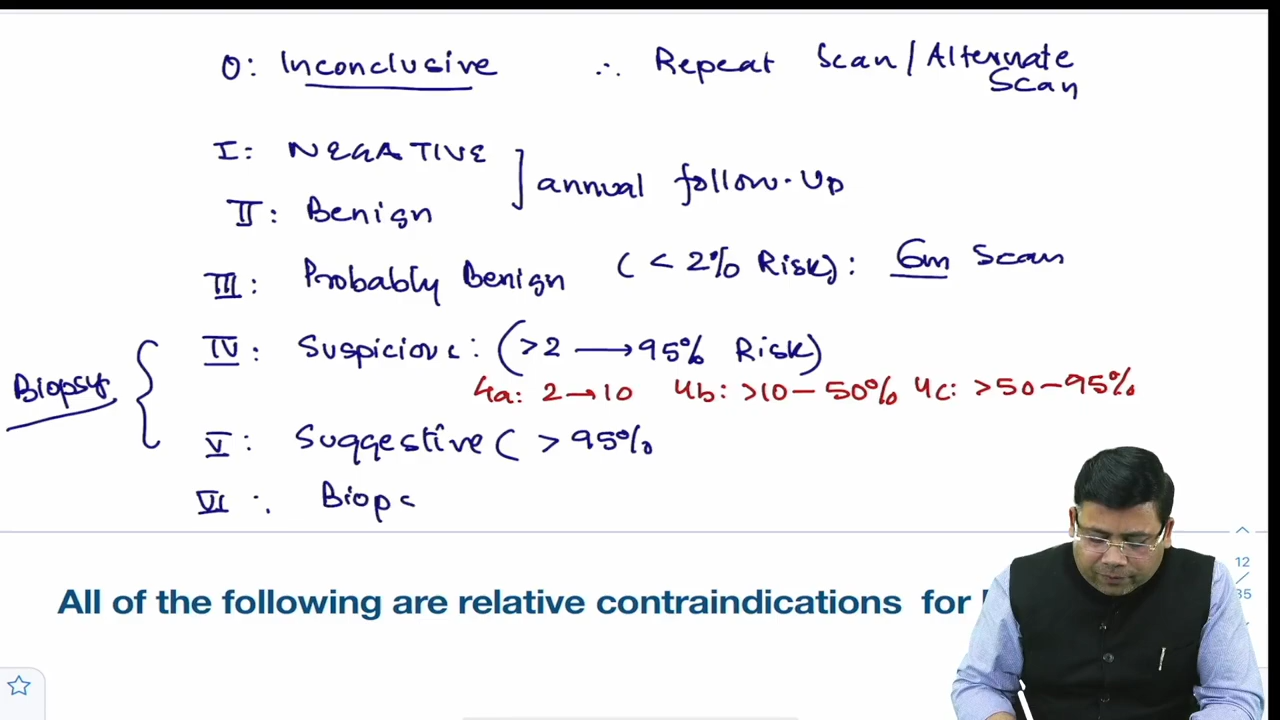 0: Inconclusive ∴ Repeat Scan/Alternate Scan
I: NEGATIVE
] annual follow-up
II: Benign
III: Probably Benign (< 2% Risk): 6m Scan
Biopsy { IV: Suspicious: (>2 → 95% Risk)
4a: 2→10 4b: >10-50% 4c: >50-95%
V: Suggestive ( > 95%
VI: Biops
All of the following are relative contraindications for
12
/
35